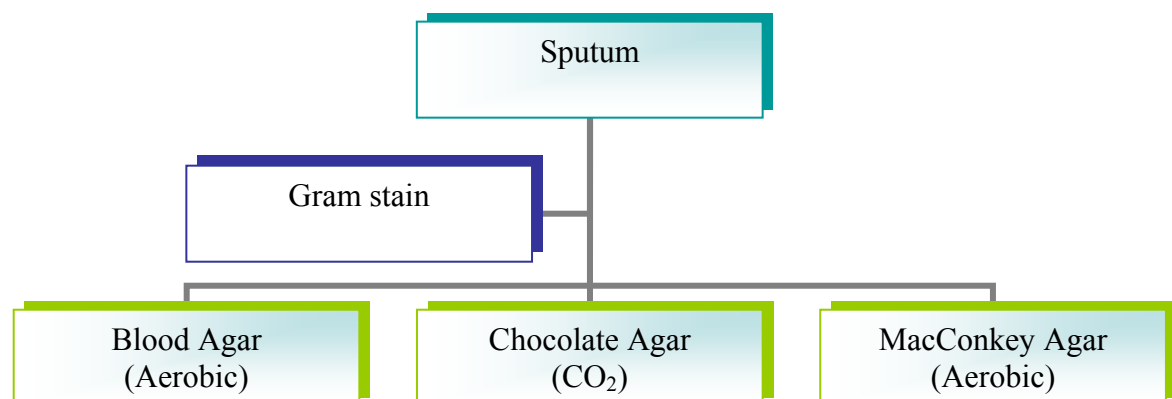 Sputum
Gram stain
Blood Agar
(Aerobic)
Chocolate Agar
(CO₂)
MacConkey Agar
(Aerobic)